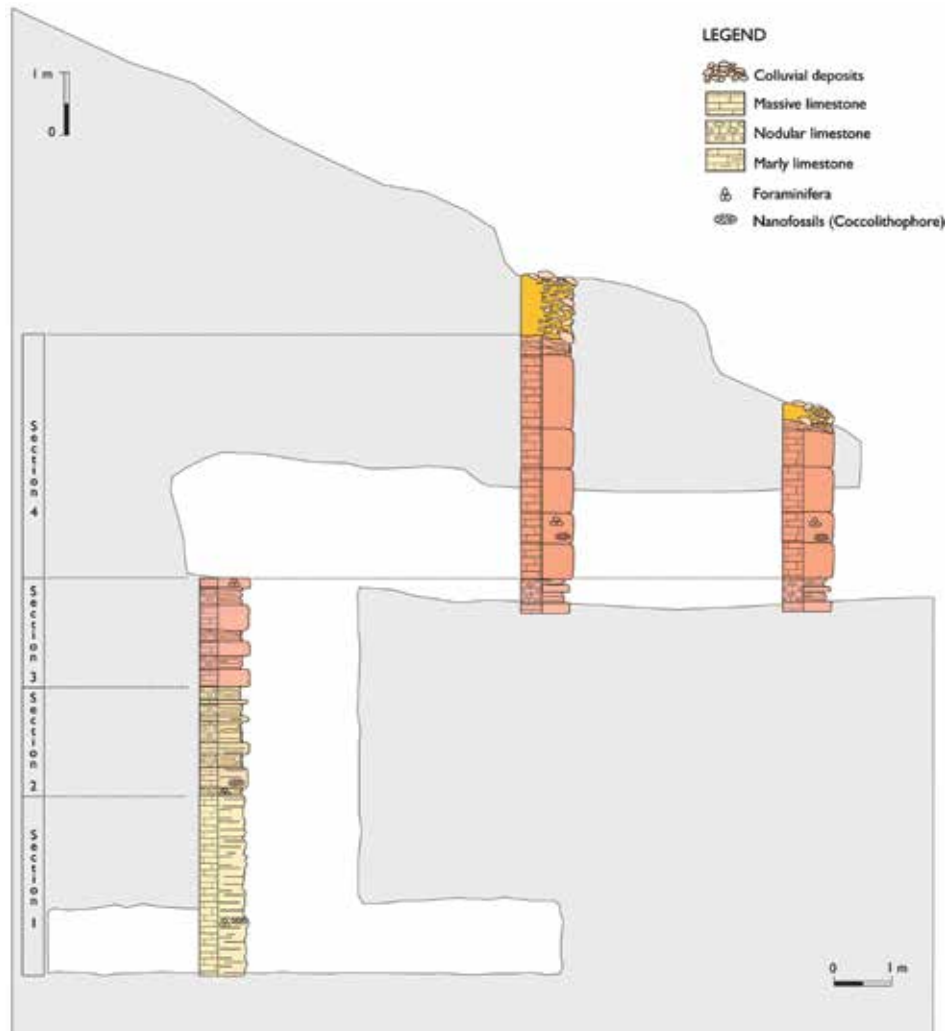 LEGEND
Colluvial deposits
Massive limestone
Nodular limestone
Marly limestone
Foraminifera
Nanofossils (Coccolithophore)
1 m
0
Section 4
Section 3
Section 2
Section 1
0 1 m